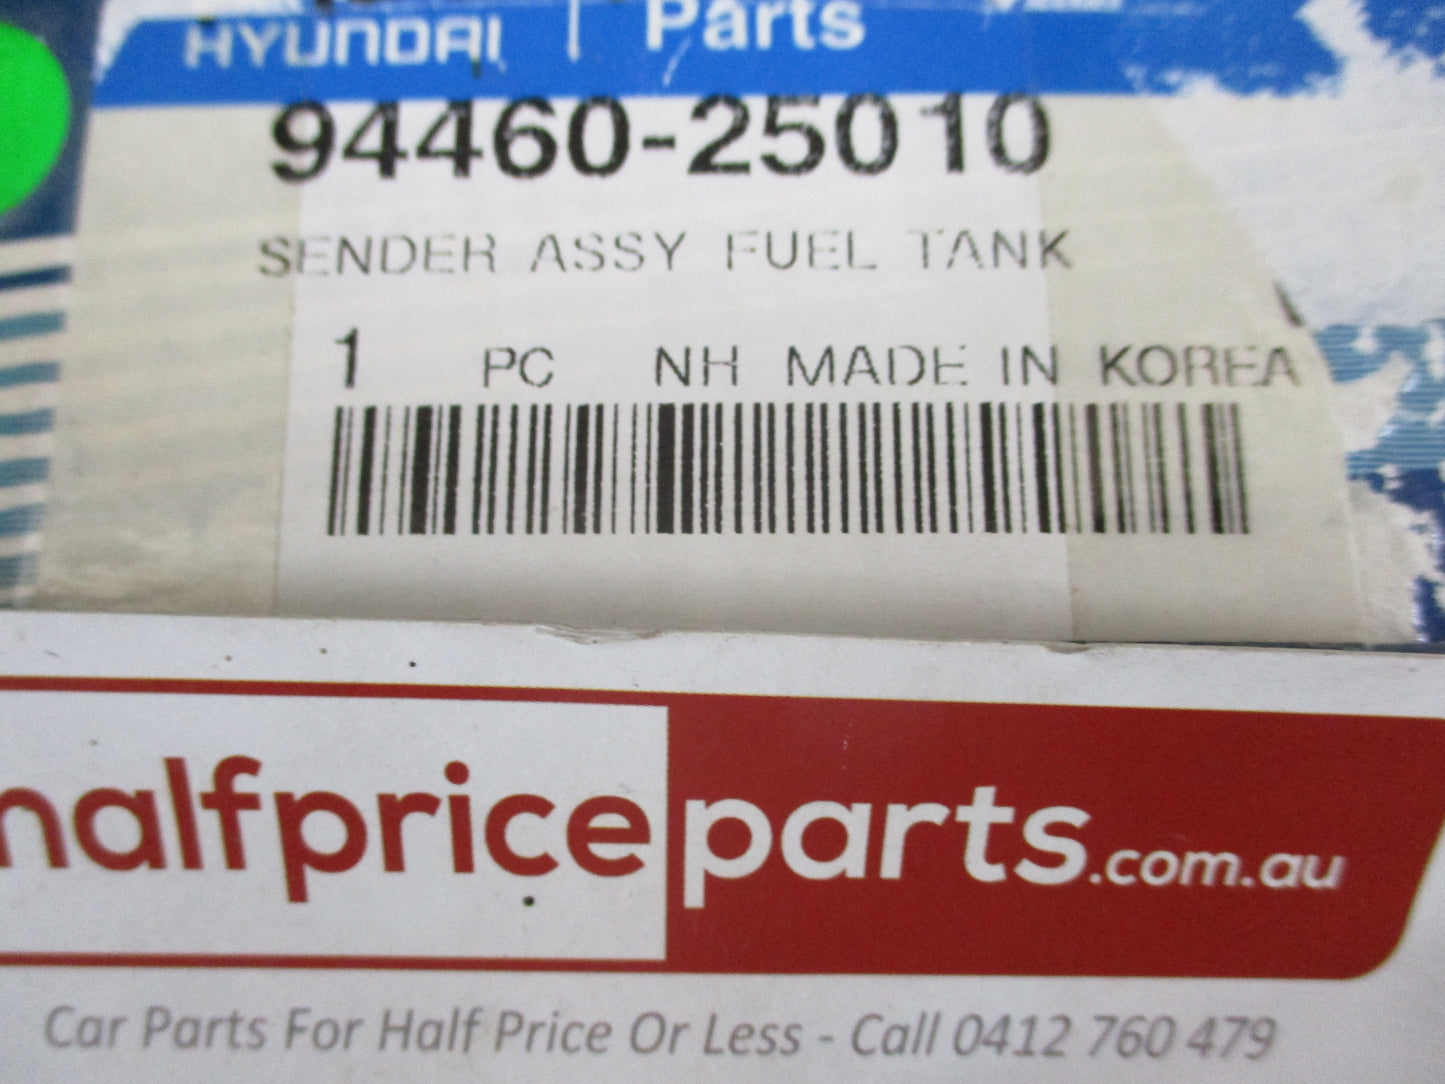 HYUNDAI | Parts
94460-25010
SENDER ASSY FUEL TANK
1 PC NH MADE IN KOREA
halfpriceparts.com.au
Car Parts For Half Price Or Less - Call 0412 760 479